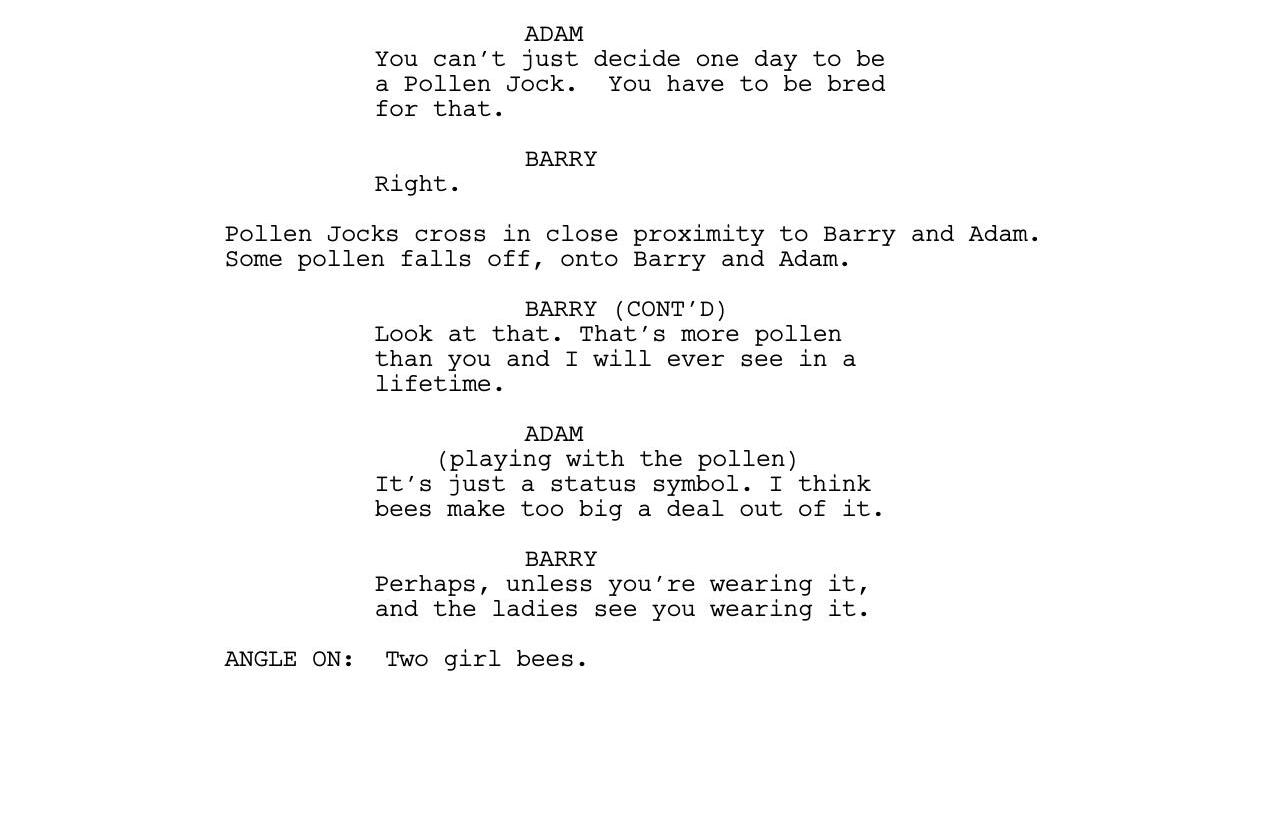 ADAM
You can't just decide one day to be
a Pollen Jock.  You have to be bred
for that.
BARRY
Right.
Pollen Jocks cross in close proximity to Barry and Adam.
Some pollen falls off, onto Barry and Adam.
BARRY (CONT'D)
Look at that. That's more pollen
than you and I will ever see in a
lifetime.
ADAM
(playing with the pollen)
It's just a status symbol. I think
bees make too big a deal out of it.
BARRY
Perhaps, unless you're wearing it,
and the ladies see you wearing it.
ANGLE ON:  Two girl bees.